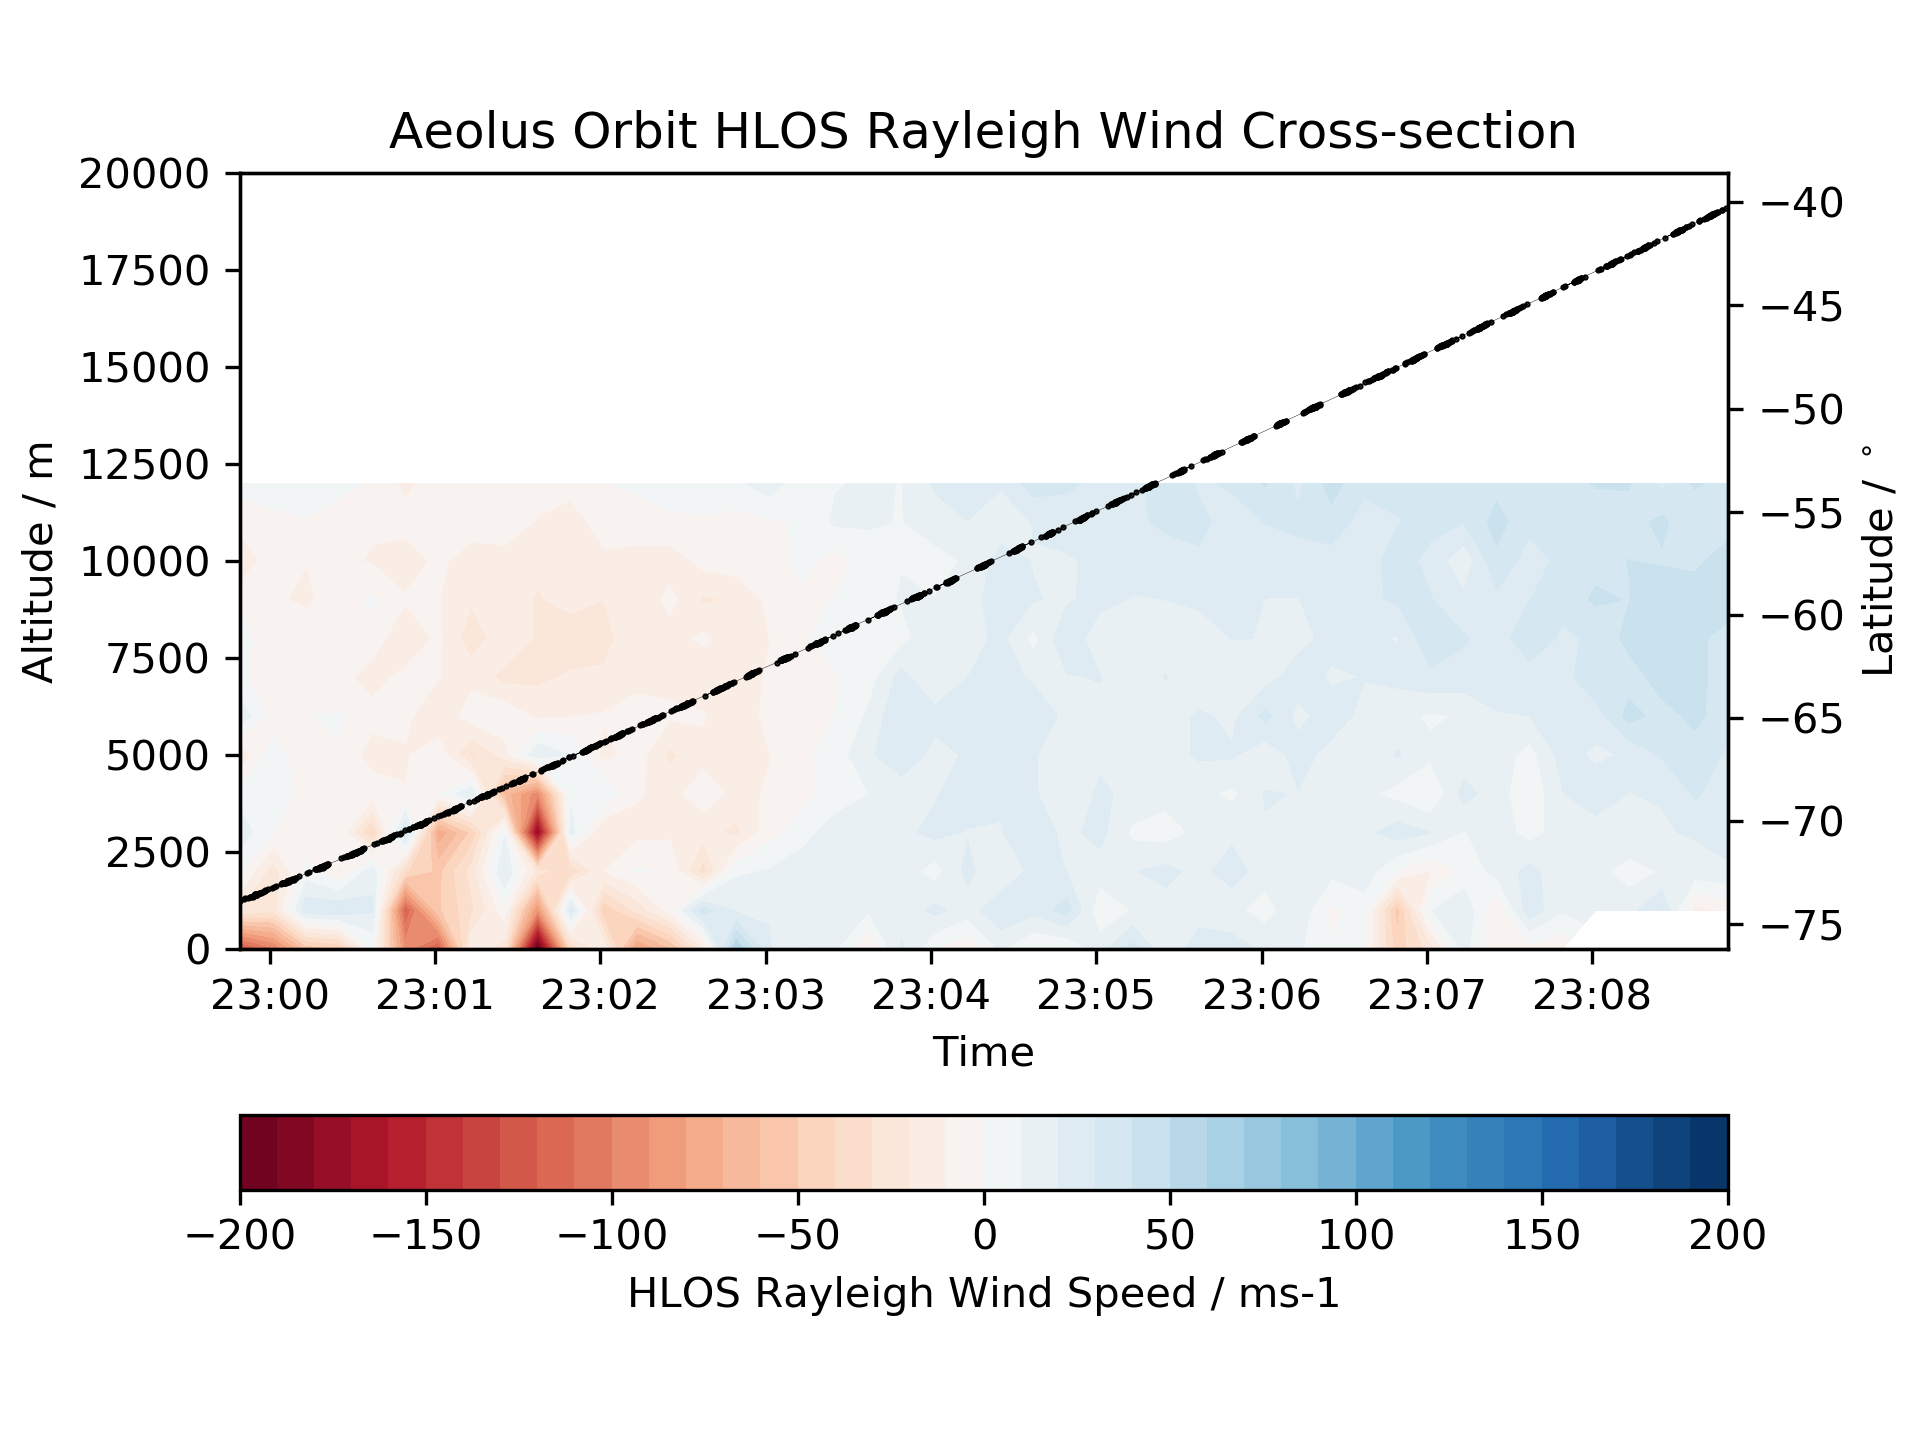 Aeolus Orbit HLOS Rayleigh Wind Cross-section
20000
17500
15000
12500
10000
7500
5000
2500
0
Altitude / m
−40
−45
−50
−55
−60
−65
−70
−75
Latitude / °
23:00 23:01 23:02 23:03 23:04 23:05 23:06 23:07 23:08
Time
−200 −150 −100 −50 0 50 100 150 200
HLOS Rayleigh Wind Speed / ms-1